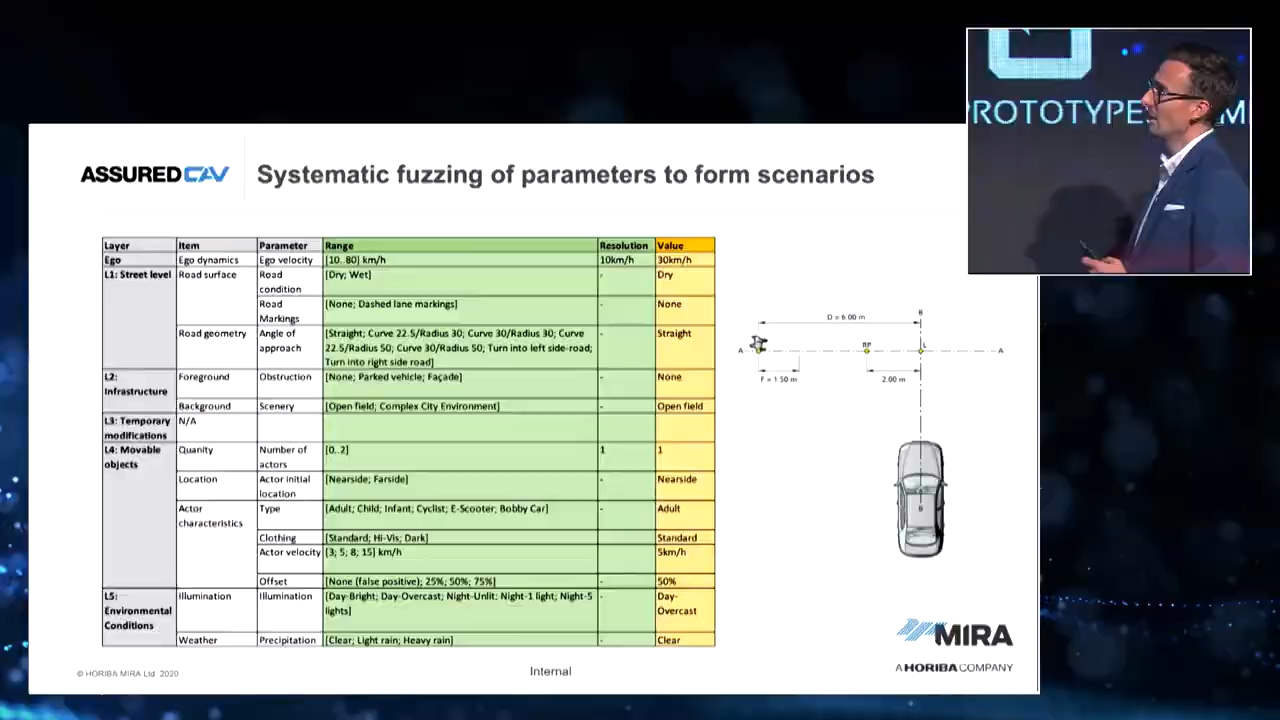 PROTOTYPES
ASSUREDCAV
Systematic fuzzing of parameters to form scenarios
Layer Item Parameter Range Resolution Value
Ego Ego dynamics Ego velocity [10..80] km/h 10km/h 30km/h
L1: Street level Road surface Road condition [Dry; Wet] - Dry
Road Markings [None; Dashed lane markings] - None
Road geometry Angle of approach [Straight; Curve 22.5/Radius 30; Curve 30/Radius 30; Curve 22.5/Radius 50; Curve 30/Radius 50; Turn into left side-road; Turn into right side road] - Straight
L2: Infrastructure Foreground Obstruction [None; Parked vehicle; Façade] - None
Background Scenery [Open field; Complex City Environment] - Open field
L3: Temporary modifications N/A
L4: Movable objects Quanity Number of actors [0..2] 1 1
Location Actor initial location [Nearside; Farside] - Nearside
Actor characteristics Type [Adult; Child; Infant; Cyclist; E-Scooter; Bobby Car] - Adult
Clothing [Standard; Hi-Vis; Dark] - Standard
Actor velocity [3; 5; 8; 15] km/h 5km/h
Offset [None (false positive); 25%; 50%; 75%] - 50%
L5: Environmental Conditions Illumination Illumination [Day-Bright; Day-Overcast; Night-Unlit; Night-1 light; Night-5 lights] - Day-Overcast
Weather Precipitation [Clear; Light rain; Heavy rain] - Clear
B
D = 6.00 m
A RP L A
F = 1.50 m 2.00 m
B
MIRA
A HORIBA COMPANY
© HORIBA MIRA Ltd 2020
Internal